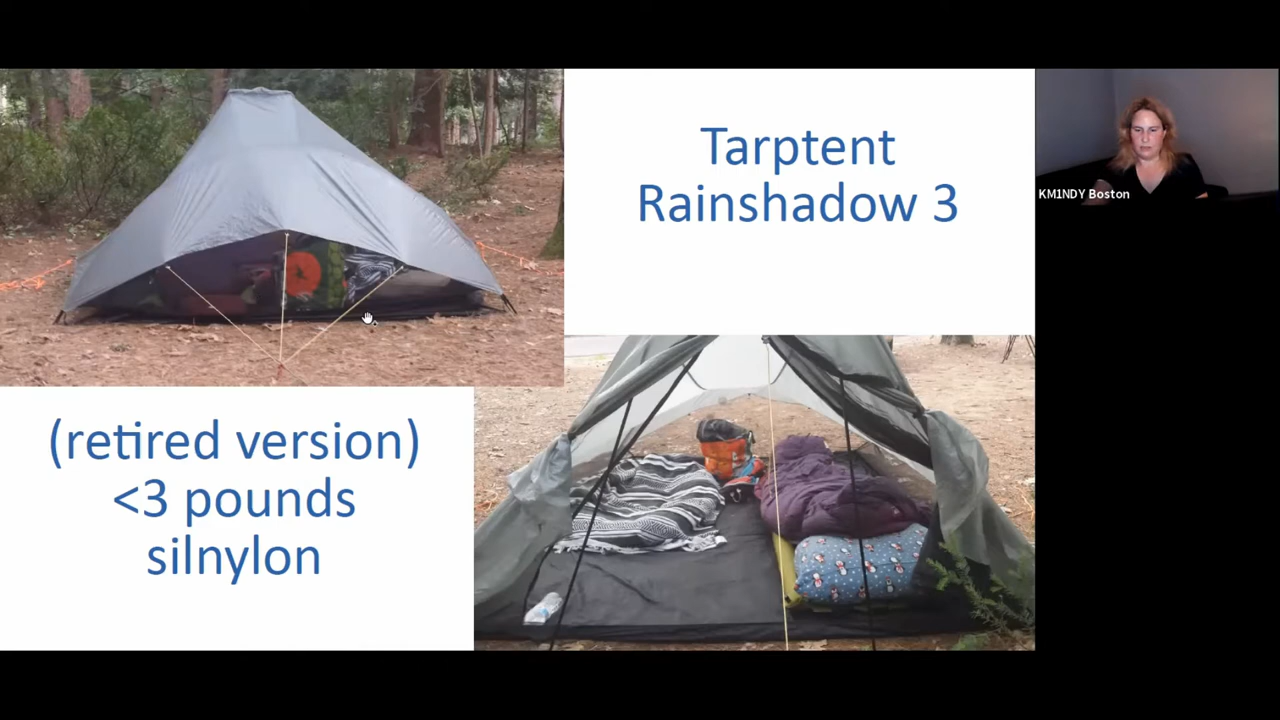 Tarptent
Rainshadow 3
KM1NDY Boston
(retired version)
<3 pounds
silnylon